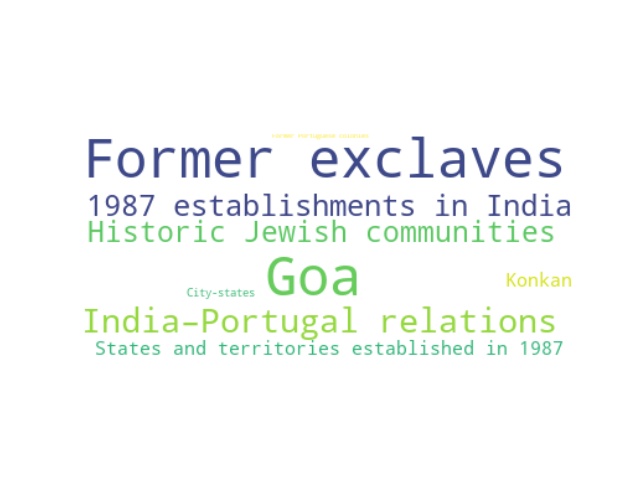 Former Portuguese colonies
Former exclaves
1987 establishments in India
Historic Jewish communities
Goa
Konkan
City-states
India–Portugal relations
States and territories established in 1987